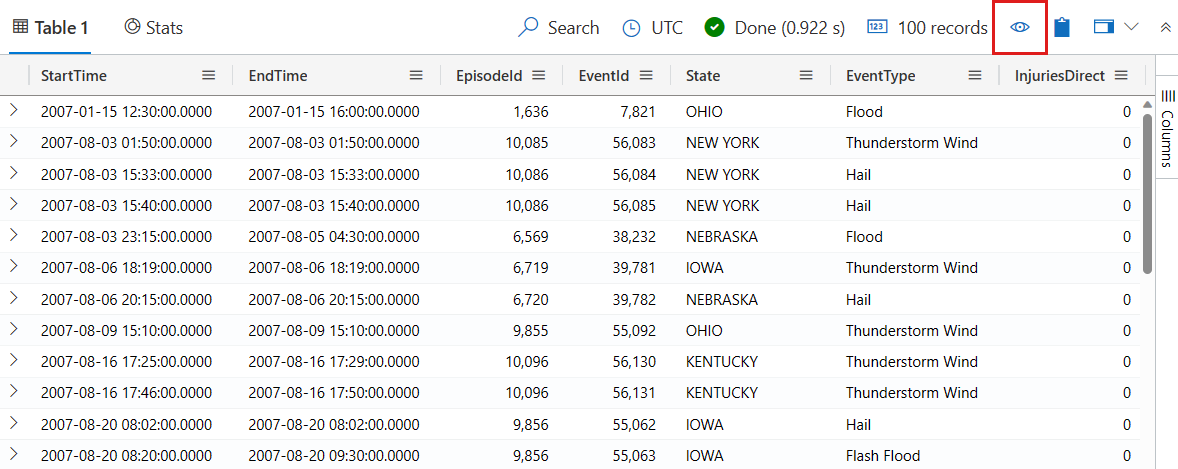 Table 1 Stats Search UTC Done (0.922 s) 123 100 records
StartTime EndTime EpisodeId EventId State EventType InjuriesDirect
2007-01-15 12:30:00.0000 2007-01-15 16:00:00.0000 1,636 7,821 OHIO Flood 0
2007-08-03 01:50:00.0000 2007-08-03 01:50:00.0000 10,085 56,083 NEW YORK Thunderstorm Wind 0
2007-08-03 15:33:00.0000 2007-08-03 15:33:00.0000 10,086 56,084 NEW YORK Hail 0
2007-08-03 15:40:00.0000 2007-08-03 15:40:00.0000 10,086 56,085 NEW YORK Hail 0
2007-08-03 23:15:00.0000 2007-08-05 04:30:00.0000 6,569 38,232 NEBRASKA Flood 0
2007-08-06 18:19:00.0000 2007-08-06 18:19:00.0000 6,719 39,781 IOWA Thunderstorm Wind 0
2007-08-06 20:15:00.0000 2007-08-06 20:15:00.0000 6,720 39,782 NEBRASKA Hail 0
2007-08-09 15:10:00.0000 2007-08-09 15:10:00.0000 9,855 55,092 OHIO Thunderstorm Wind 0
2007-08-16 17:25:00.0000 2007-08-16 17:29:00.0000 10,096 56,130 KENTUCKY Thunderstorm Wind 0
2007-08-16 17:46:00.0000 2007-08-16 17:50:00.0000 10,096 56,131 KENTUCKY Thunderstorm Wind 0
2007-08-20 08:02:00.0000 2007-08-20 08:02:00.0000 9,856 55,062 IOWA Hail 0
2007-08-20 08:20:00.0000 2007-08-20 09:30:00.0000 9,856 55,063 IOWA Flash Flood 0
Columns